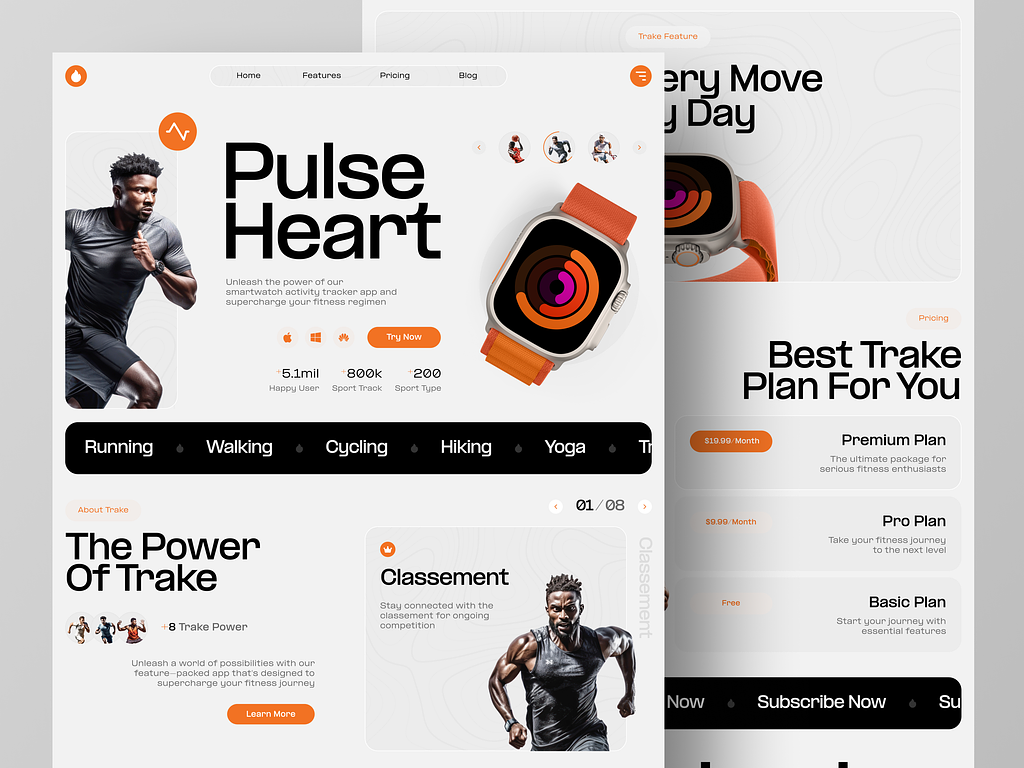 Home
Features
Pricing
Blog
Pulse
Heart
Unleash the power of our
smartwatch activity tracker app and
supercharge your fitness regimen
Try Now
+5.1mil
Happy User
+800k
Sport Track
+200
Sport Type
Running
Walking
Cycling
Hiking
Yoga
Tr
About Trake
The Power
Of Trake
+8 Trake Power
Unleash a world of possibilities with our
feature–packed app that's designed to
supercharge your fitness journey
Learn More
01/08
Classement
Stay connected with the
classement for ongoing
competition
Classement
Trake Feature
ery Move
y Day
Pricing
Best Trake
Plan For You
$19.99/Month
Premium Plan
The ultimate package for
serious fitness enthusiasts
$9.99/Month
Pro Plan
Take your fitness journey
to the next level
Free
Basic Plan
Start your journey with
essential features
Now
Subscribe Now
Su